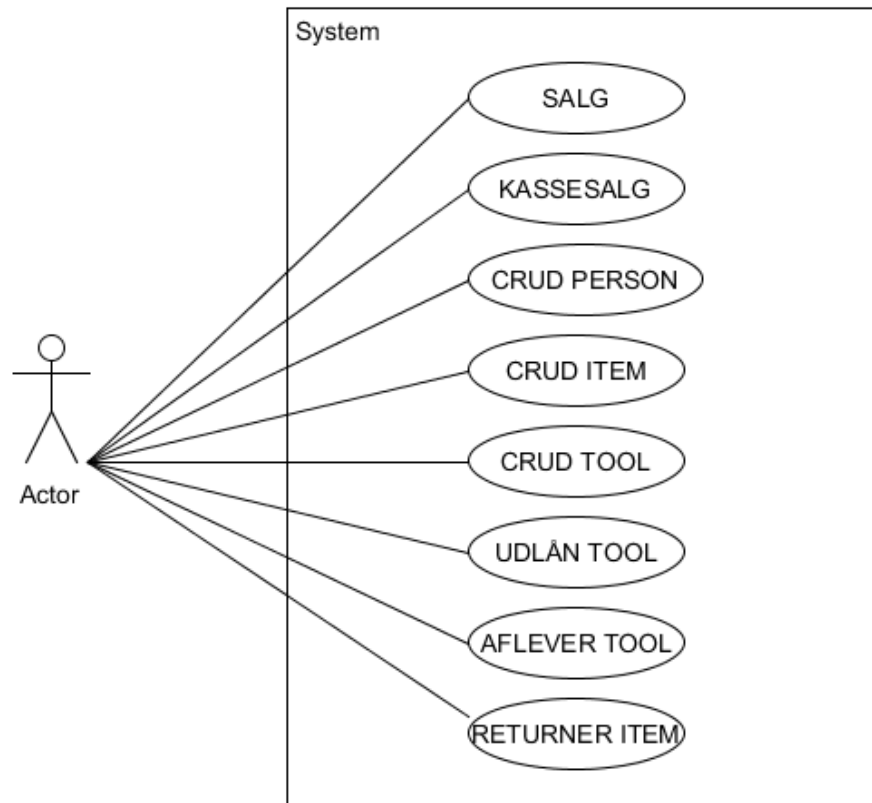 System
SALG
KASSESALG
CRUD PERSON
CRUD ITEM
CRUD TOOL
Actor
UDLÅN TOOL
AFLEVER TOOL
RETURNER ITEM